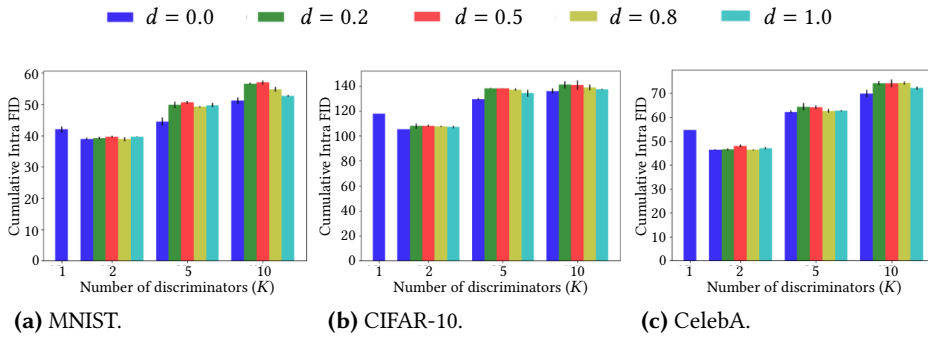 d = 0.0 d = 0.2 d = 0.5 d = 0.8 d = 1.0
Cumulative Intra FID
60
50
40
30
20
10
0
1 2 5 10
Number of discriminators (K)
(a) MNIST.
Cumulative Intra FID
140
120
100
80
60
40
20
0
1 2 5 10
Number of discriminators (K)
(b) CIFAR-10.
Cumulative Intra FID
70
60
50
40
30
20
10
0
1 2 5 10
Number of discriminators (K)
(c) CelebA.